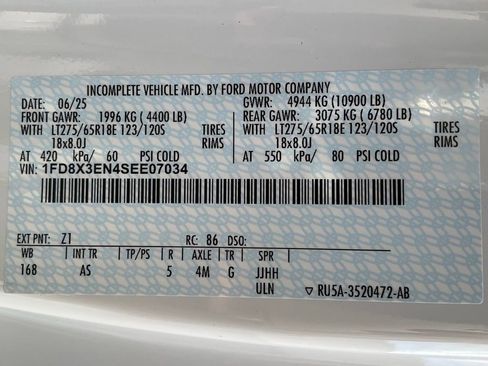 INCOMPLETE VEHICLE MFD. BY FORD MOTOR COMPANY
DATE: 06/25 GVWR: 4944 KG (10900 LB)
FRONT GAWR: 1996 KG ( 4400 LB) REAR GAWR: 3075 KG ( 6780 LB)
WITH LT275/65R18E 123/120S TIRES WITH LT275/65R18E 123/120S TIRES
18x8.0J RIMS 18x8.0J RIMS
AT 420 kPa/ 60 PSI COLD AT 550 kPa/ 80 PSI COLD
VIN: 1FD8X3EN4SEE07034
EXT PNT: Z1 RC: 86 DSO:
WB INT TR TP/PS R AXLE TR SPR
168 AS 5 4M G JJHH
ULN ▽ RU5A-3520472-AB